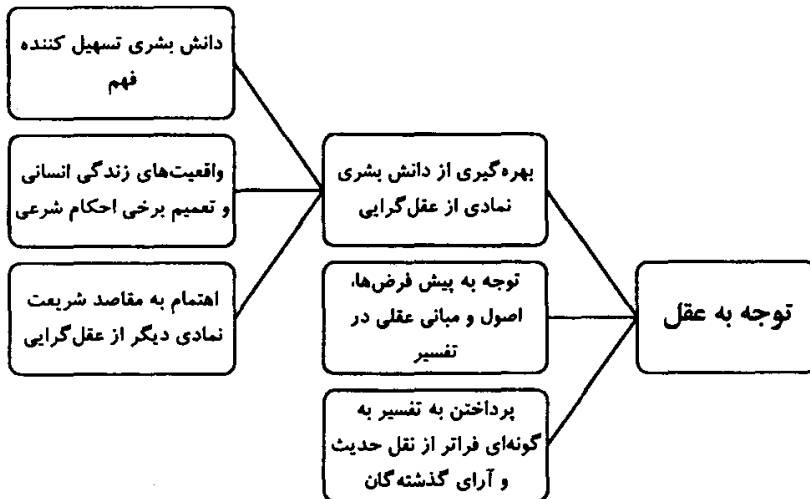 توجه به عقل
بهره‌گیری از دانش بشری
نمادی از عقل‌گرایی
توجه به پیش فرض‌ها،
اصول و مبانی عقلی در
تفسیر
پرداختن به تفسیر به
گونه‌ای فراتر از نقل حدیث
و آرای گذشته‌گان
دانش بشری تسهیل کننده
فهم
واقعیت‌های زندگی انسانی
و تعمیم برخی احکام شرعی
اهتمام به مقاصد شریعت
نمادی دیگر از عقل‌گرایی